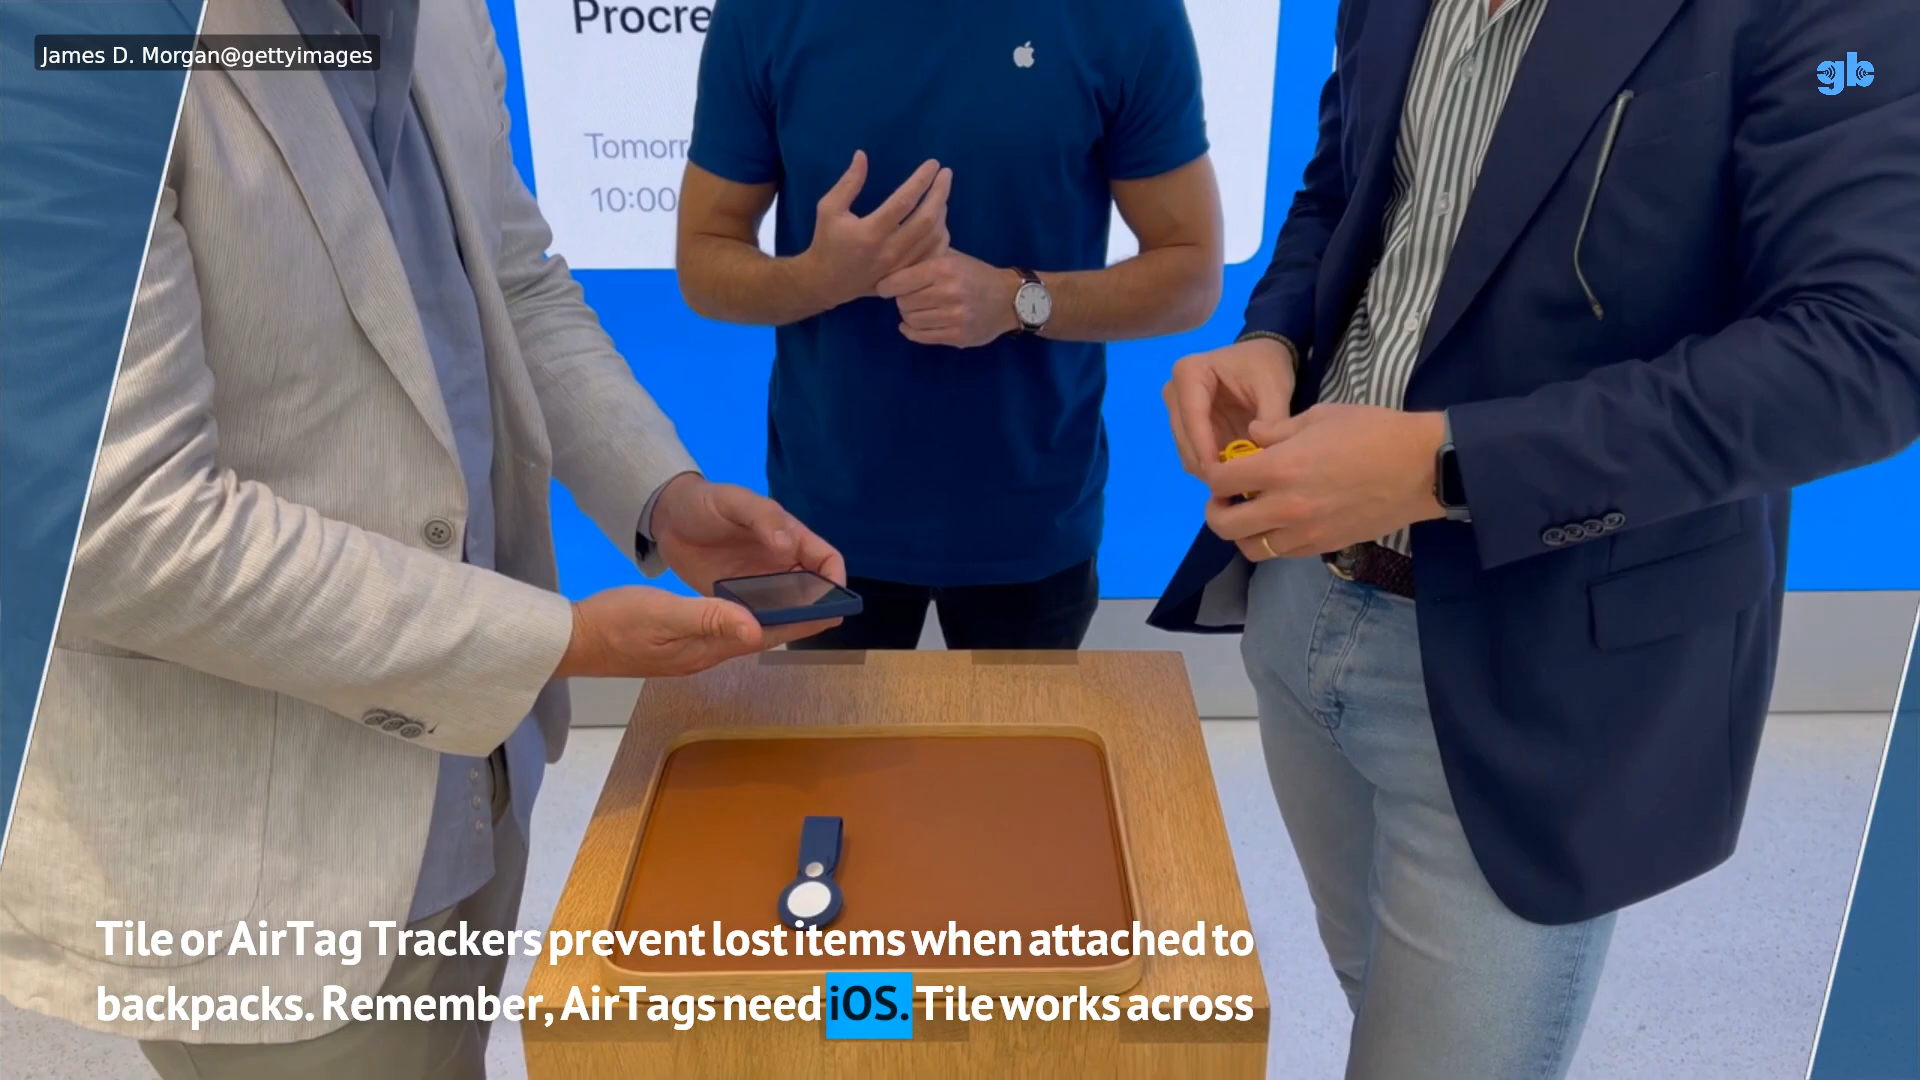 Procre
James D. Morgan@gettyimages
gb
Tomorr
10:00
Tile or AirTag Trackers prevent lost items when attached to
backpacks. Remember, AirTags need iOS. Tile works across